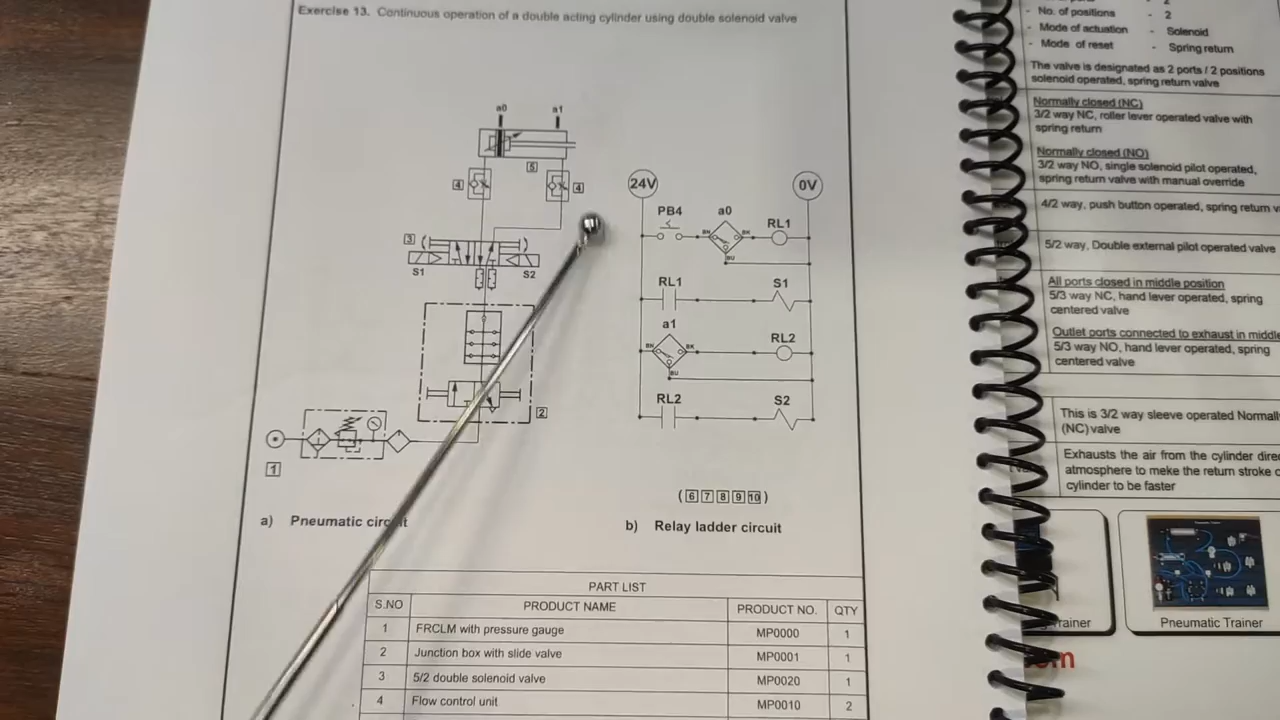 Exercise 13. Continuous operation of a double acting cylinder using double solenoid valve
a0
a1
5
4
4
3
S1
S2
2
1
a) Pneumatic circ it
24V
0V
PB4
a0
RL1
BN
BK
BU
RL1
S1
a1
RL2
BN
BK
BU
RL2
S2
( 6 7 8 9 10 )
b) Relay ladder circuit
PART LIST
S.NO PRODUCT NAME PRODUCT NO. QTY
1 FRCLM with pressure gauge MP0000 1
2 Junction box with slide valve MP0001 1
3 5/2 double solenoid valve MP0020 1
4 Flow control unit MP0010 2
- No. of positions - 2
- Mode of actuation - Solenoid
- Mode of reset - Spring return
The valve is designated as 2 ports / 2 positions
solenoid operated, spring return valve
Normally closed (NC)
3/2 way NC, roller lever operated valve with
spring return
Normally closed (NO)
3/2 way NO, single solenoid pilot operated,
spring return valve with manual override
4/2 way, push button operated, spring return v
5/2 way, Double external pilot operated valve
All ports closed in middle position
5/3 way NC, hand lever operated, spring
centered valve
Outlet ports connected to exhaust in middle
5/3 way NO, hand lever operated, spring
centered valve
This is 3/2 way sleeve operated Normal
(NC) valve
Exhausts the air from the cylinder direc
atmosphere to meke the return stroke o
cylinder to be faster
Trainer
Pneumatic Trainer
om